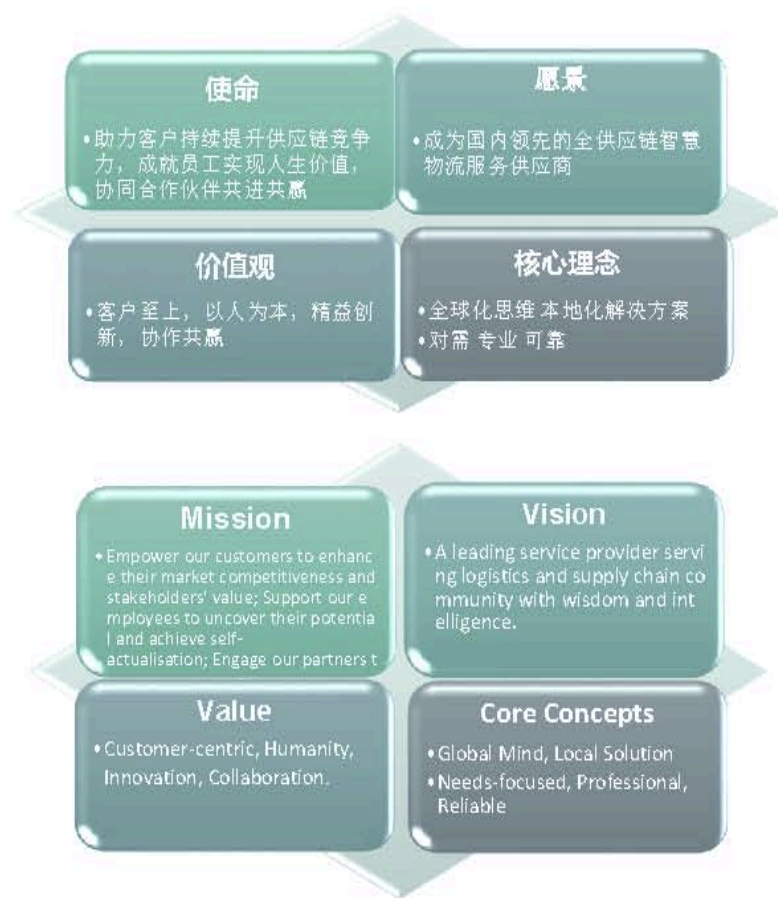 使命
•助力客户持续提升供应链竞争
力，成就员工实现人生价值，
协同合作伙伴共进共赢
愿景
•成为国内领先的全供应链智慧
物流服务供应商
价值观
•客户至上，以人为本，精益创
新，协作共赢
核心理念
•全球化思维 本地化解决方案
•对需 专业 可靠
Mission
•Empower our customers to enhanc
e their market competitiveness and
stakeholders' value; Support our e
mployees to uncover their potentia
l and achieve self-
actualisation; Engage our partners t
Vision
•A leading service provider servi
ng logistics and supply chain co
mmunity with wisdom and int
elligence.
Value
•Customer-centric, Humanity,
Innovation, Collaboration.
Core Concepts
•Global Mind, Local Solution
•Needs-focused, Professional,
Reliable